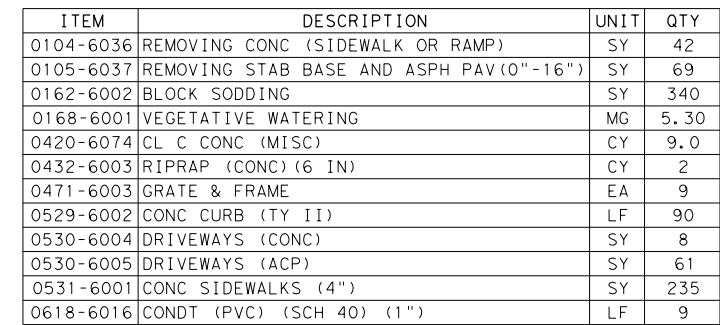 ITEM DESCRIPTION UNIT QTY
0104-6036 REMOVING CONC (SIDEWALK OR RAMP) SY 42
0105-6037 REMOVING STAB BASE AND ASPH PAV(0"-16") SY 69
0162-6002 BLOCK SODDING SY 340
0168-6001 VEGETATIVE WATERING MG 5.30
0420-6074 CL C CONC (MISC) CY 9.0
0432-6003 RIPRAP (CONC)(6 IN) CY 2
0471-6003 GRATE & FRAME EA 9
0529-6002 CONC CURB (TY II) LF 90
0530-6004 DRIVEWAYS (CONC) SY 8
0530-6005 DRIVEWAYS (ACP) SY 61
0531-6001 CONC SIDEWALKS (4") SY 235
0618-6016 CONDT (PVC) (SCH 40) (1") LF 9